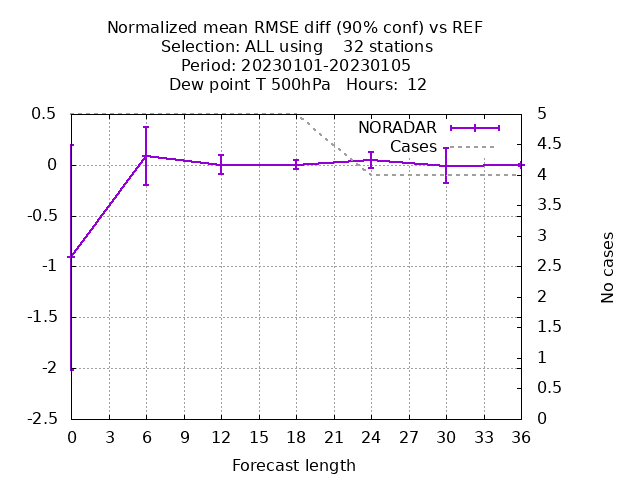 Normalized mean RMSE diff (90% conf) vs REF
Selection: ALL using    32 stations
Period: 20230101-20230105
Dew point T 500hPa   Hours:  12
NORADAR
Cases
0.5
0
-0.5
-1
-1.5
-2
-2.5
5
4.5
4
3.5
3
2.5
2
1.5
1
0.5
0
No cases
0 3 6 9 12 15 18 21 24 27 30 33 36
Forecast length